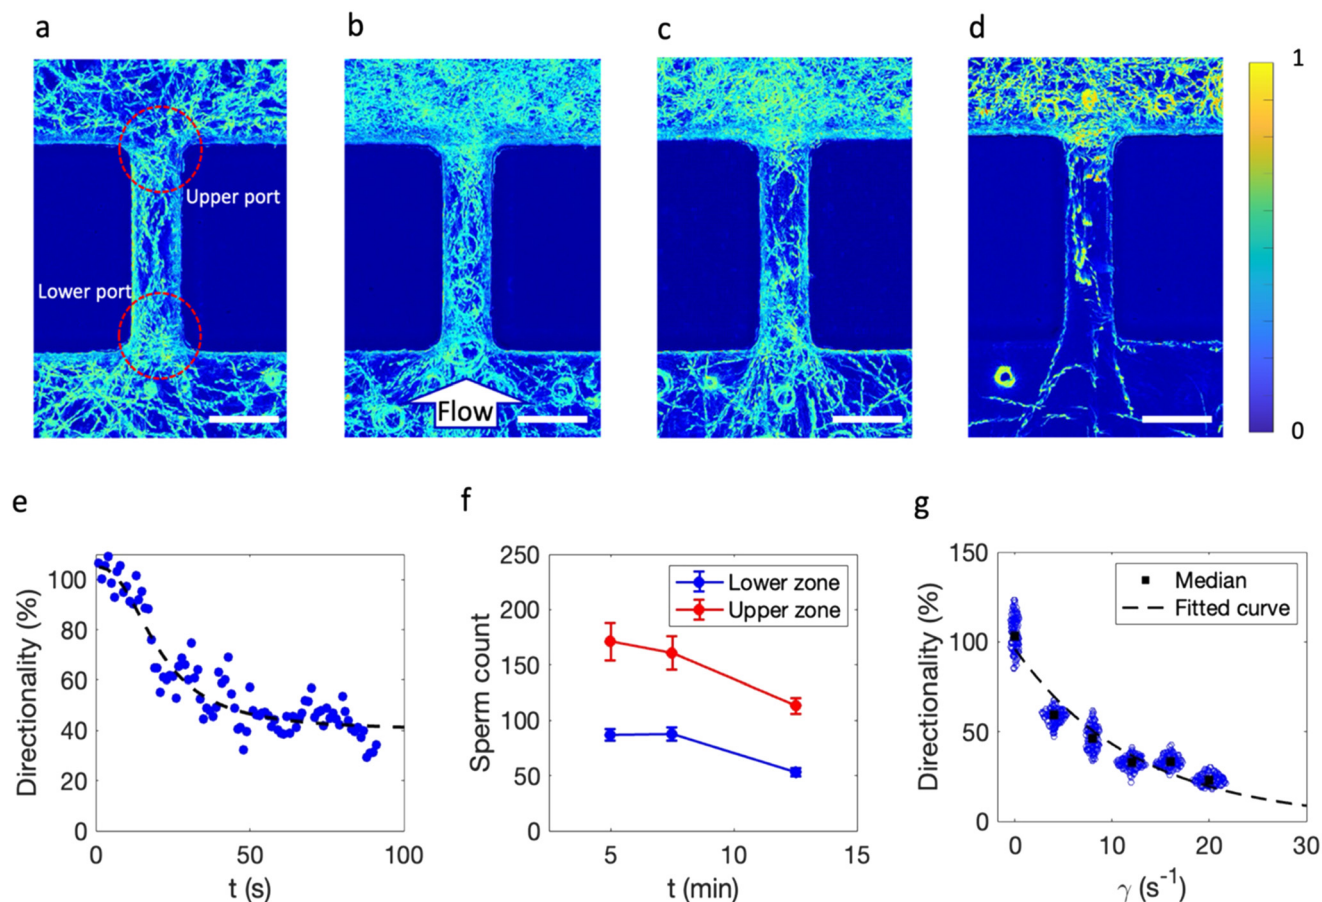 a
b
c
d
1
Upper port
Lower port
Flow
0
e
f
g
Directionality (%)
100
80
60
40
20
0
0
50
100
t (s)
Sperm count
250
200
150
100
50
0
Lower zone
Upper zone
5
10
15
t (min)
Directionality (%)
150
100
50
0
Median
Fitted curve
0
10
20
30
γ (s⁻¹)